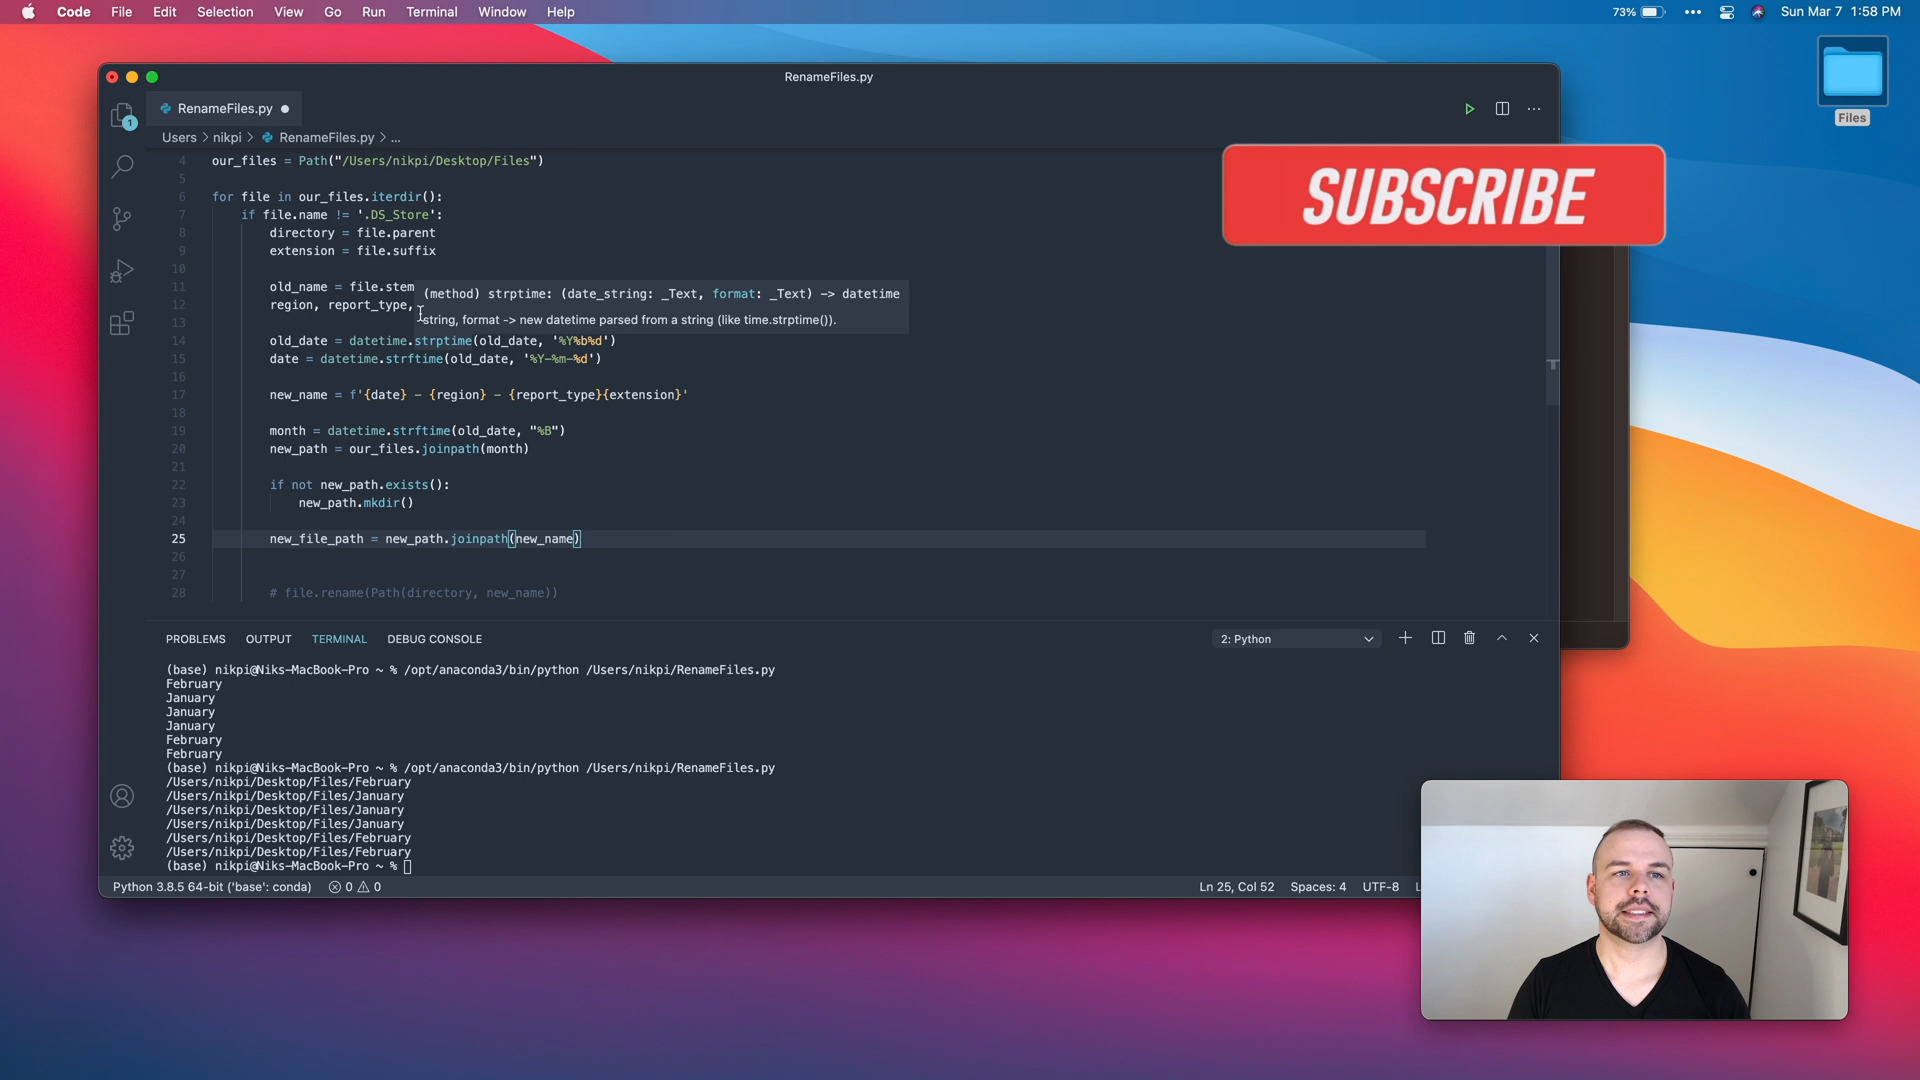 Code File Edit Selection View Go Run Terminal Window Help
73% Sun Mar 7 1:58 PM
Files
RenameFiles.py
RenameFiles.py
1
Users > nikpi > RenameFiles.py > ...
SUBSCRIBE
4 our_files = Path("/Users/nikpi/Desktop/Files")
5
6 for file in our_files.iterdir():
7 if file.name != '.DS_Store':
8 directory = file.parent
9 extension = file.suffix
10
11 old_name = file.stem
(method) strptime: (date_string: _Text, format: _Text) -> datetime
12 region, report_type,
string, format -> new datetime parsed from a string (like time.strptime()).
13
14 old_date = datetime.strptime(old_date, '%Y%b%d')
15 date = datetime.strftime(old_date, '%Y-%m-%d')
16
17 new_name = f'{date} - {region} - {report_type}{extension}'
18
19 month = datetime.strftime(old_date, "%B")
20 new_path = our_files.joinpath(month)
21
22 if not new_path.exists():
23 new_path.mkdir()
24
25 new_file_path = new_path.joinpath(new_name)
26
27
28 # file.rename(Path(directory, new_name))
PROBLEMS OUTPUT TERMINAL DEBUG CONSOLE 2: Python
(base) nikpi@Niks-MacBook-Pro ~ % /opt/anaconda3/bin/python /Users/nikpi/RenameFiles.py
February
January
January
January
February
February
(base) nikpi@Niks-MacBook-Pro ~ % /opt/anaconda3/bin/python /Users/nikpi/RenameFiles.py
/Users/nikpi/Desktop/Files/February
/Users/nikpi/Desktop/Files/January
/Users/nikpi/Desktop/Files/January
/Users/nikpi/Desktop/Files/January
/Users/nikpi/Desktop/Files/February
/Users/nikpi/Desktop/Files/February
(base) nikpi@Niks-MacBook-Pro ~ %
Python 3.8.5 64-bit ('base': conda) 0 0 Ln 25, Col 52 Spaces: 4 UTF-8 L